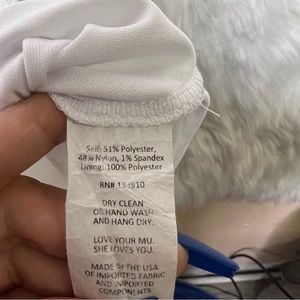 Self: 51% Polyester,
48% Nylon, 1% Spandex
Lining: 100% Polyester
RN# 133910
DRY CLEAN
OR HAND WASH
AND HANG DRY.
LOVE YOUR MU.
SHE LOVES YOU.
MADE IN THE USA
OF IMPORTED FABRIC
AND IMPORTED
COMPONENTS